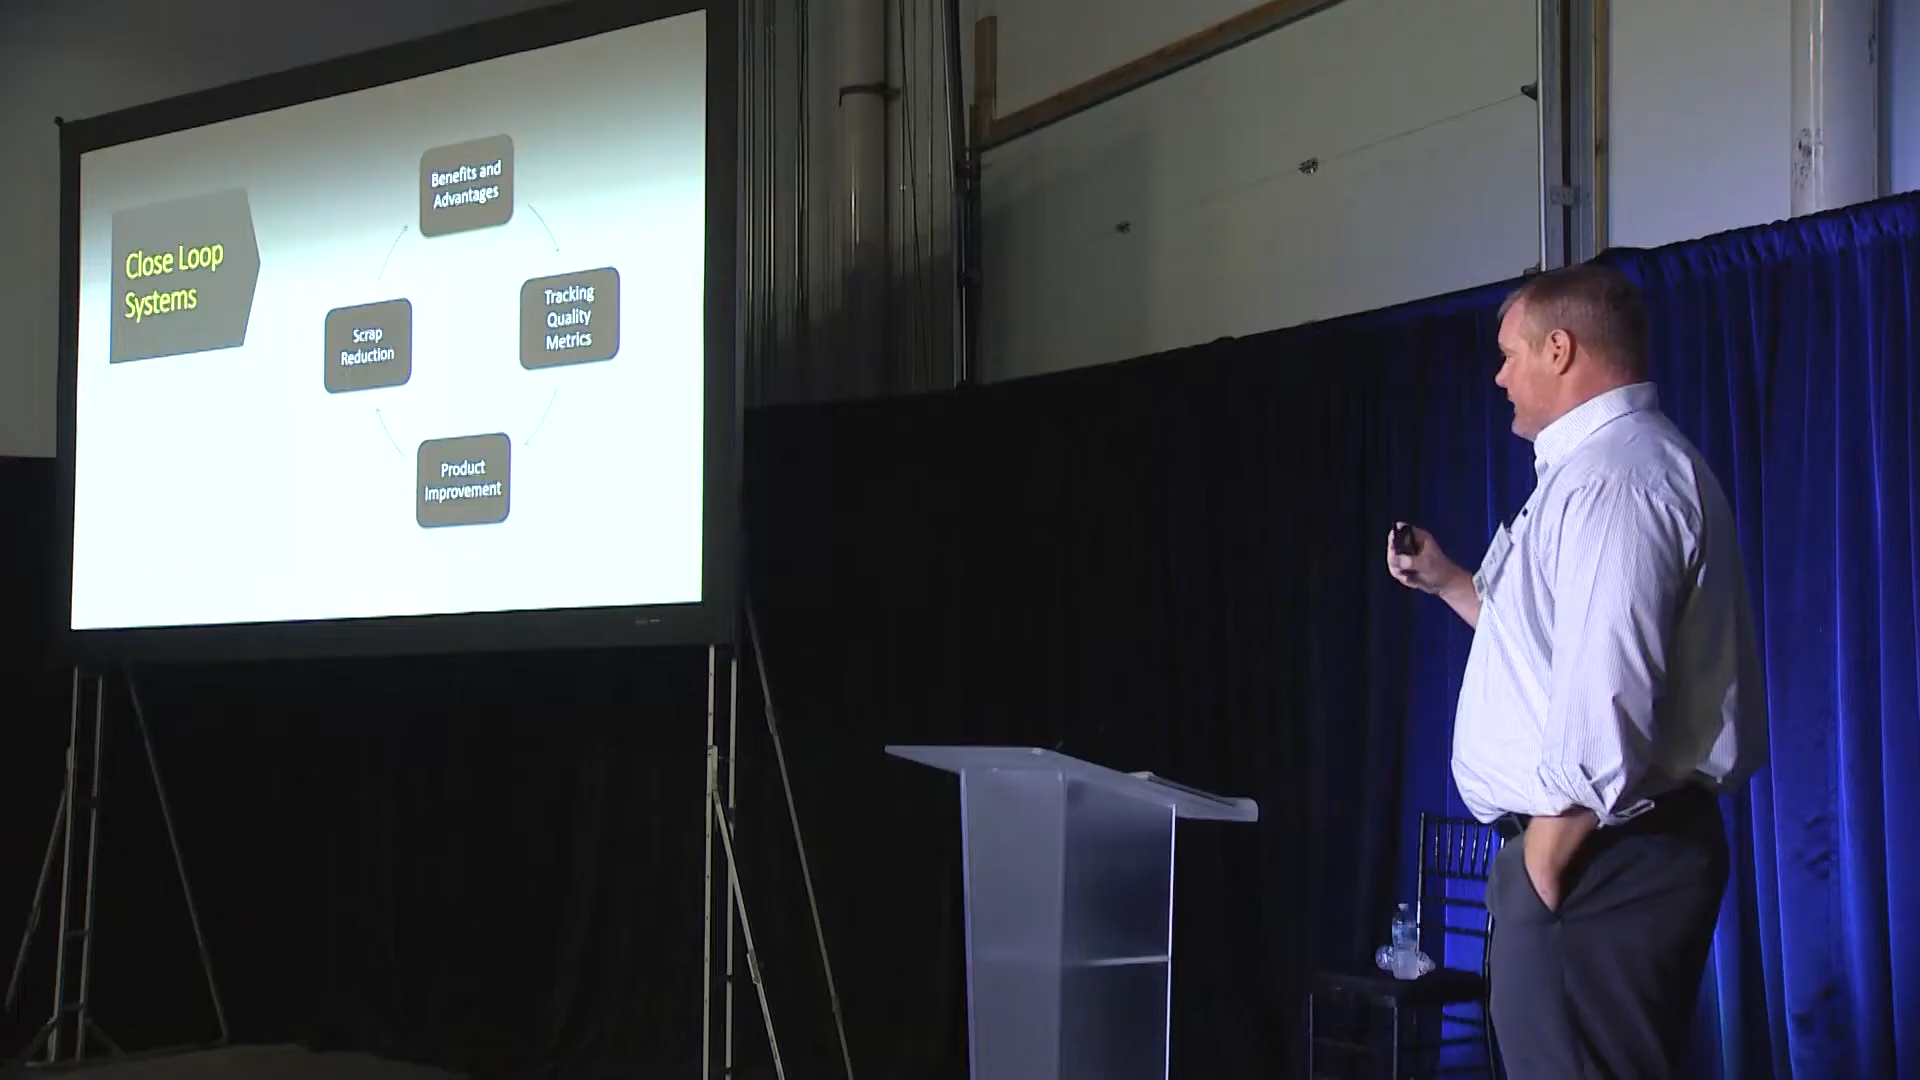 Close Loop
Systems
Benefits and
Advantages
Tracking
Quality
Metrics
Product
Improvement
Scrap
Reduction